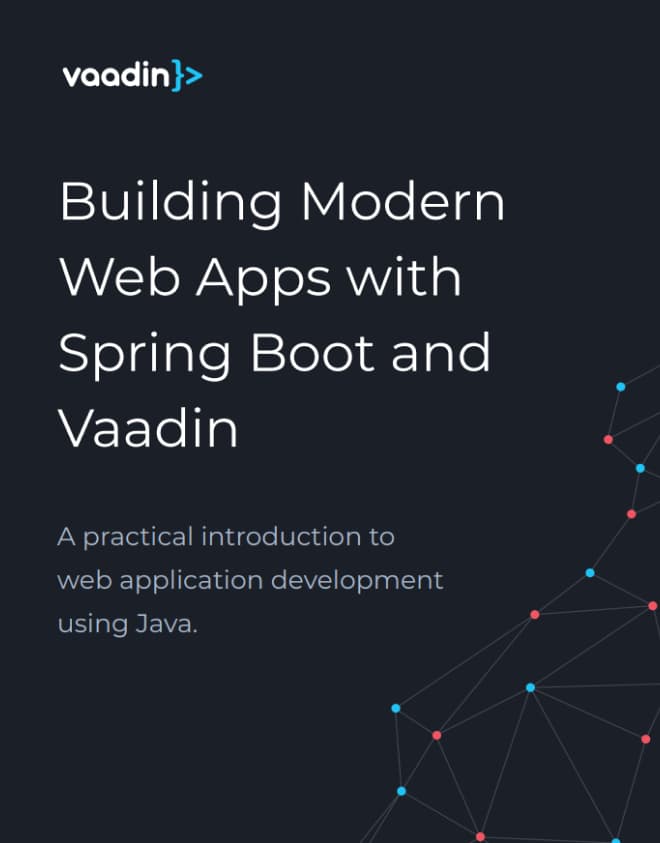 vaadin}>
Building Modern
Web Apps with
Spring Boot and
Vaadin
A practical introduction to
web application development
using Java.